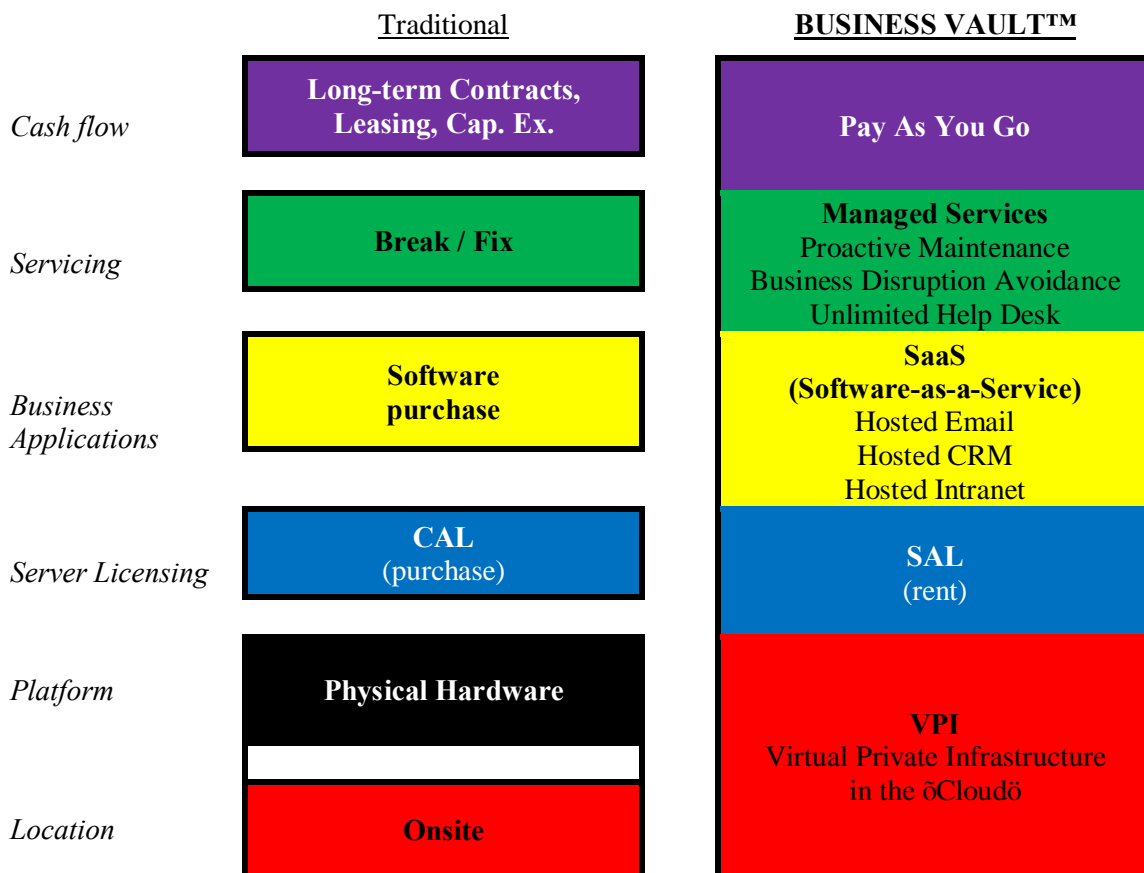 Traditional
BUSINESS VAULT™
Cash flow
Long-term Contracts,
Leasing, Cap. Ex.
Pay As You Go
Servicing
Break / Fix
Managed Services
Proactive Maintenance
Business Disruption Avoidance
Unlimited Help Desk
Business
Applications
Software
purchase
SaaS
(Software-as-a-Service)
Hosted Email
Hosted CRM
Hosted Intranet
Server Licensing
CAL
(purchase)
SAL
(rent)
Platform
Physical Hardware
VPI
Virtual Private Infrastructure
in the õCloudö
Location
Onsite